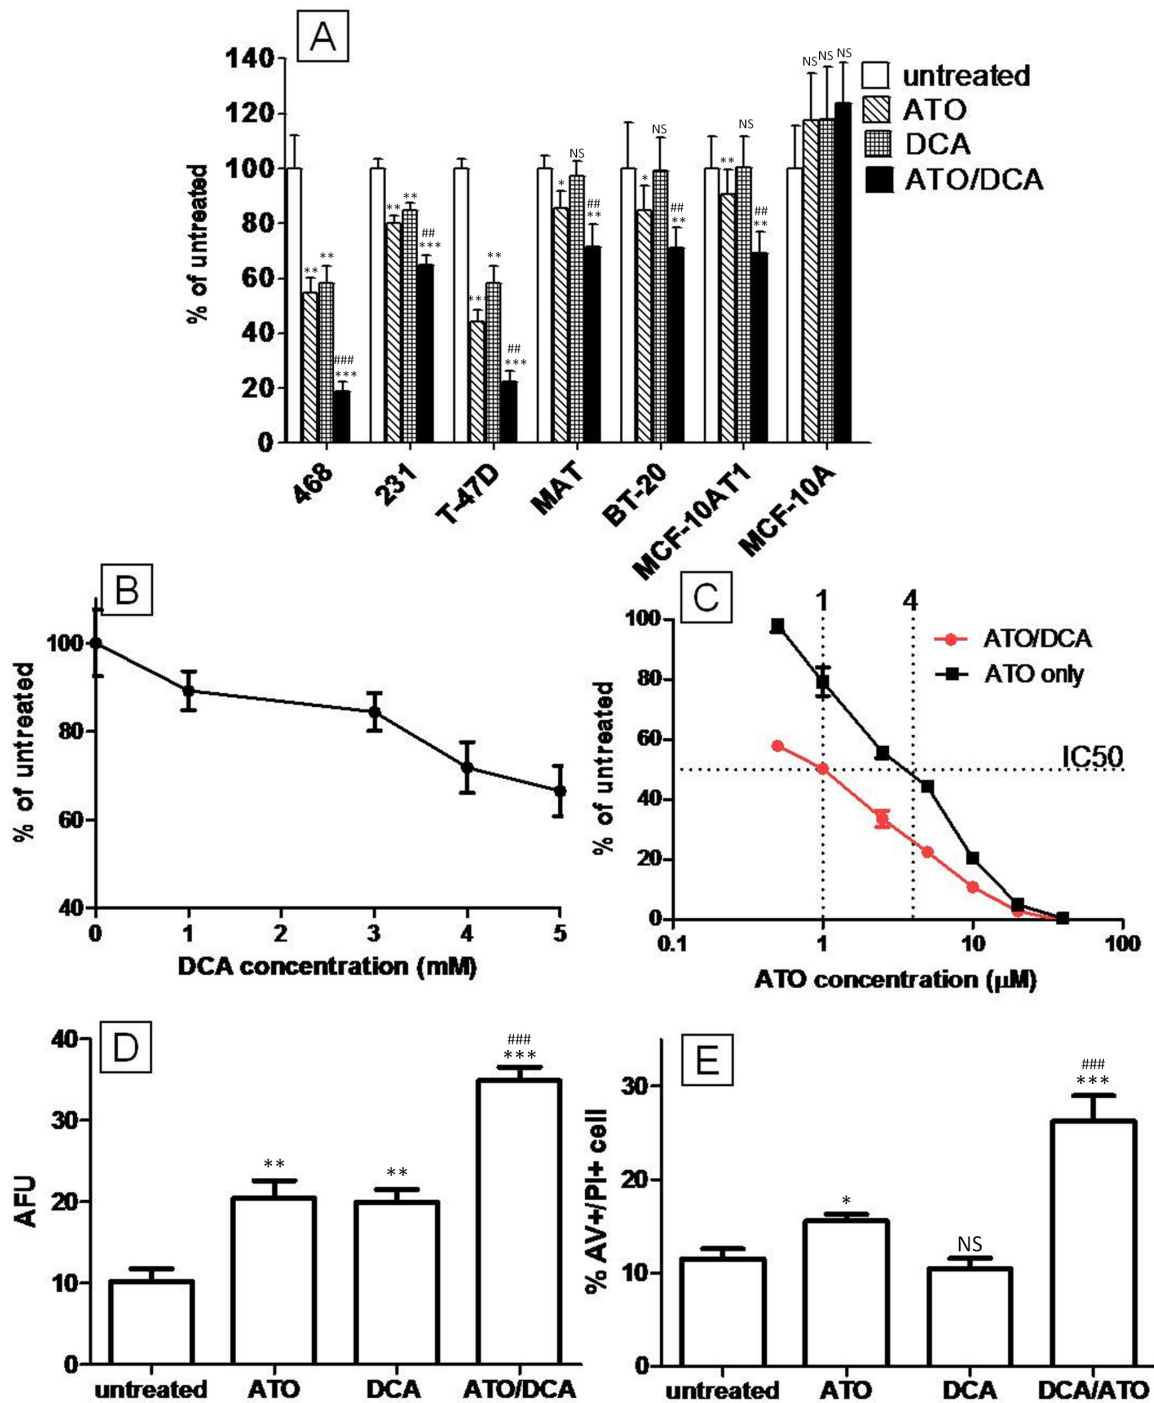 A
140
120
100
80
60
40
20
0
% of untreated
untreated
ATO
DCA
ATO/DCA
** ** ### ***
** ** ## ***
*** ** ## ***
* NS ## **
* NS ## **
** NS ## **
NS NS NS
468
231
T-47D
MAT
BT-20
MCF-10AT1
MCF-10A
B
100
80
60
40
% of untreated
0 1 2 3 4 5
DCA concentration (mM)
C
1 4
100
80
60
40
20
0
% of untreated
ATO/DCA
ATO only
IC50
0.1 1 10 100
ATO concentration (μM)
D
40
30
20
10
0
AFU
**
**
###
***
untreated ATO DCA ATO/DCA
E
30
20
10
0
% AV+/PI+ cell
*
NS
###
***
untreated ATO DCA DCA/ATO